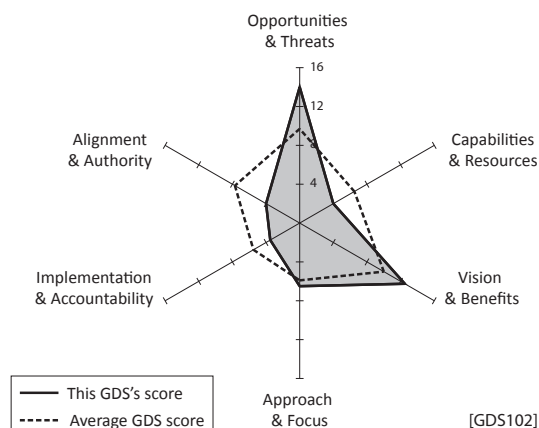 Opportunities
& Threats
16
12
8
4
Alignment
& Authority
Capabilities
& Resources
Implementation
& Accountability
Vision
& Benefits
This GDS's score
Average GDS score
Approach
& Focus
[GDS102]